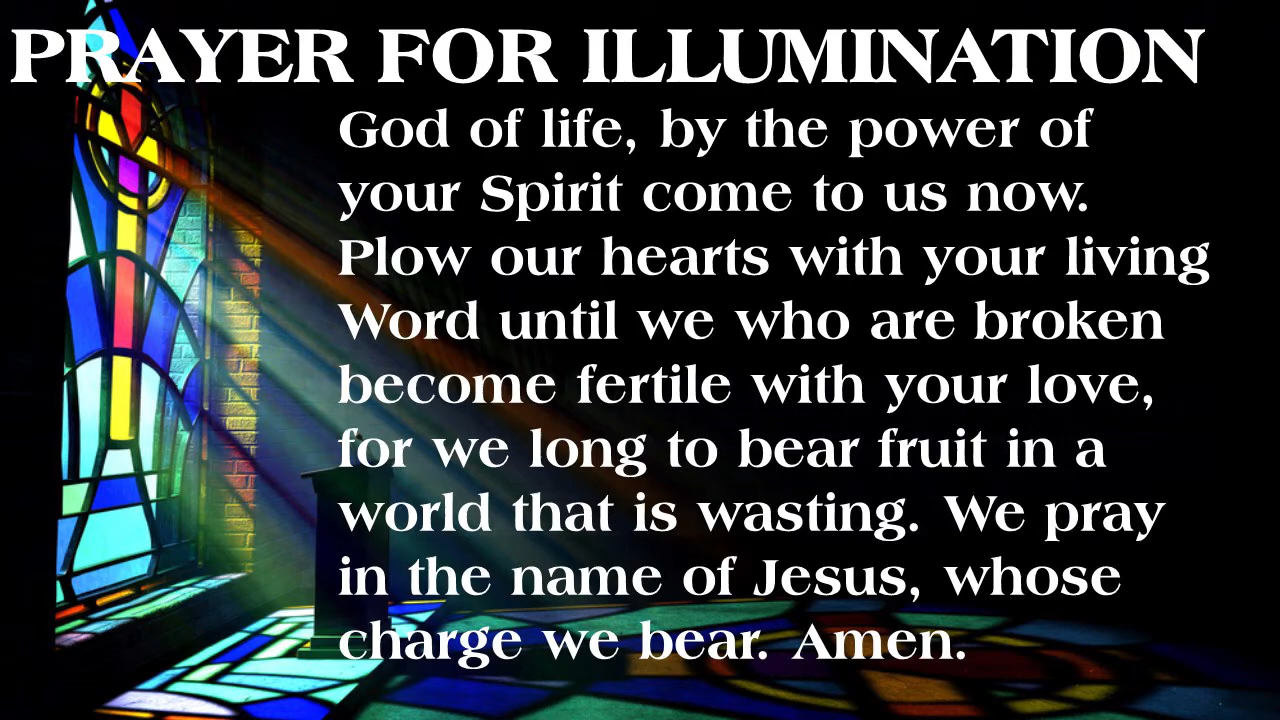 PRAYER FOR ILLUMINATION
God of life, by the power of
your Spirit come to us now.
Plow our hearts with your living
Word until we who are broken
become fertile with your love,
for we long to bear fruit in a
world that is wasting. We pray
in the name of Jesus, whose
charge we bear. Amen.